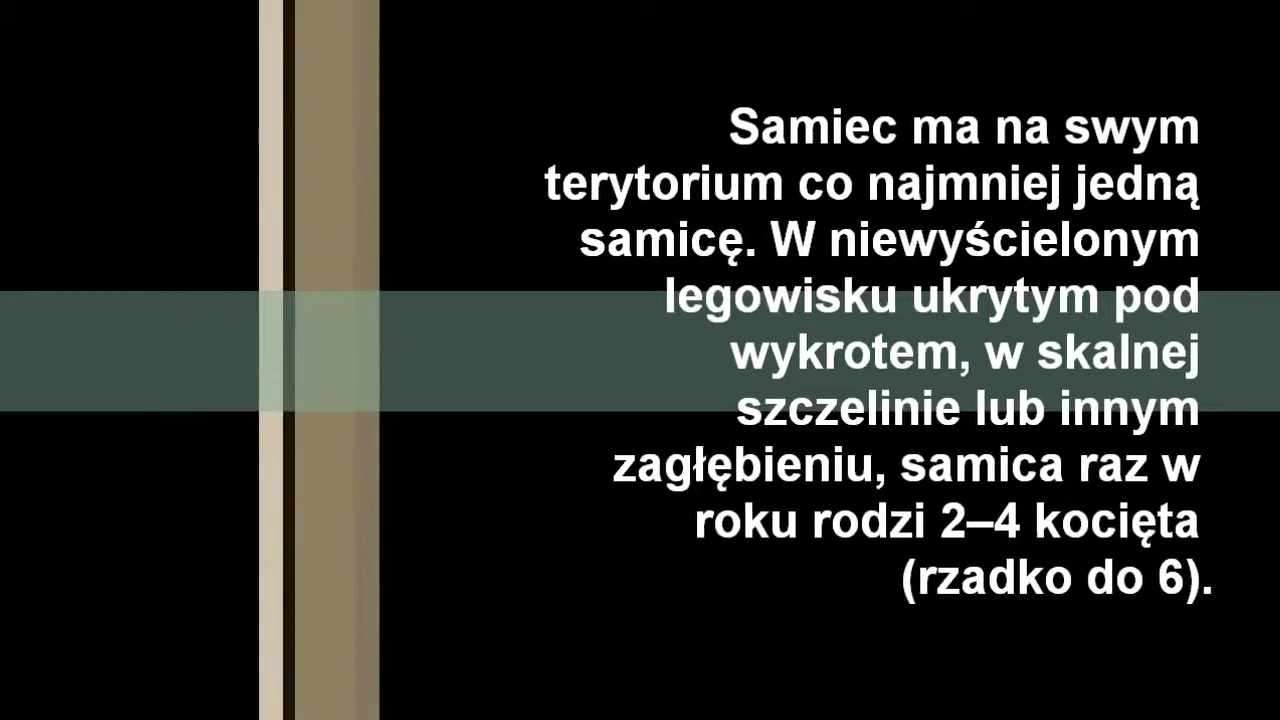 Samiec ma na swym
terytorium co najmniej jedną
samicę. W niewyścielonym
legowisku ukrytym pod
wykrotem, w skalnej
szczelinie lub innym
zagłębieniu, samica raz w
roku rodzi 2–4 kocięta
(rzadko do 6).